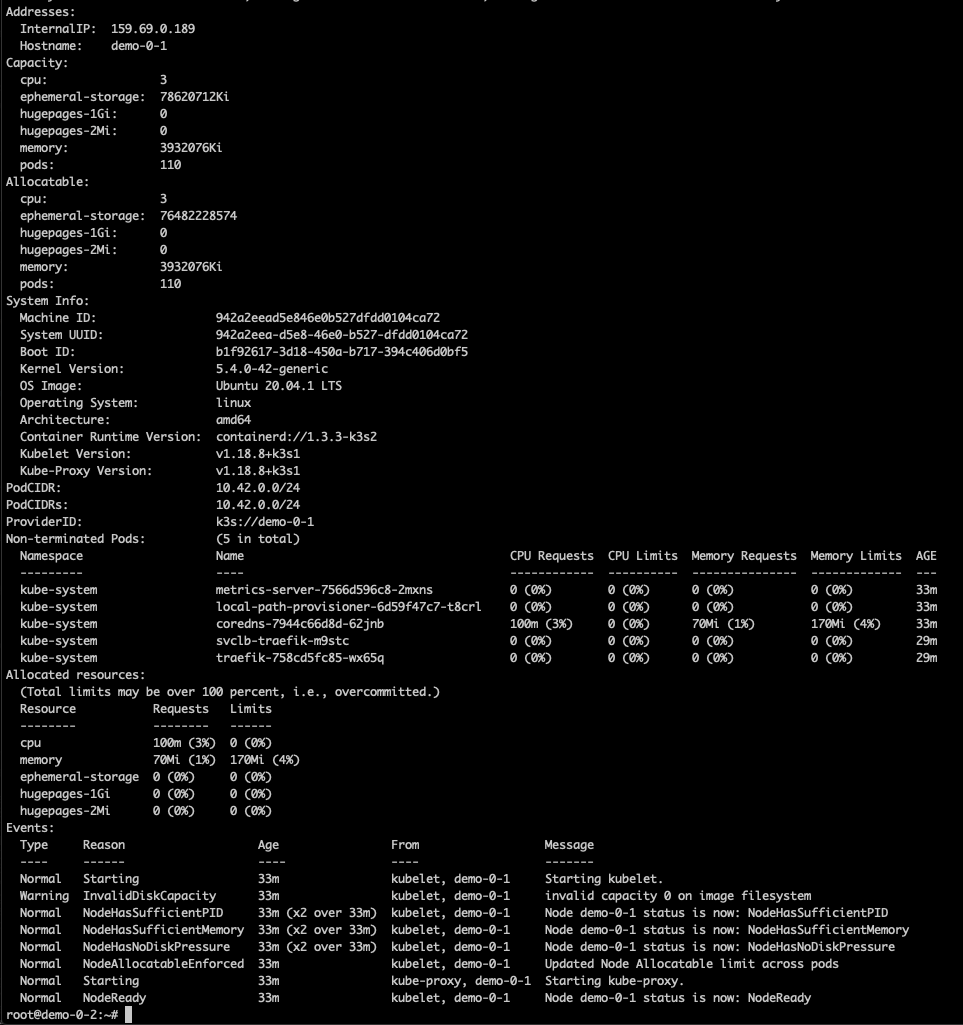 Addresses:
  InternalIP:  159.69.0.189
  Hostname:    demo-0-1
Capacity:
  cpu:                3
  ephemeral-storage:  78620712Ki
  hugepages-1Gi:      0
  hugepages-2Mi:      0
  memory:             3932076Ki
  pods:               110
Allocatable:
  cpu:                3
  ephemeral-storage:  76482228574
  hugepages-1Gi:      0
  hugepages-2Mi:      0
  memory:             3932076Ki
  pods:               110
System Info:
  Machine ID:                 942a2eead5e846e0b527dfdd0104ca72
  System UUID:                942a2eea-d5e8-46e0-b527-dfdd0104ca72
  Boot ID:                    b1f92617-3d18-450a-b717-394c406d0bf5
  Kernel Version:             5.4.0-42-generic
  OS Image:                   Ubuntu 20.04.1 LTS
  Operating System:           linux
  Architecture:               amd64
  Container Runtime Version:  containerd://1.3.3-k3s2
  Kubelet Version:            v1.18.8+k3s1
  Kube-Proxy Version:         v1.18.8+k3s1
PodCIDR:                      10.42.0.0/24
PodCIDRs:                     10.42.0.0/24
ProviderID:                   k3s://demo-0-1
Non-terminated Pods:          (5 in total)
  Namespace                   Name                                      CPU Requests  CPU Limits  Memory Requests  Memory Limits  AGE
  ---------                   ----                                      ------------  ----------  ---------------  -------------  ---
  kube-system                 metrics-server-7566d596c8-2mxns           0 (0%)        0 (0%)      0 (0%)           0 (0%)         33m
  kube-system                 local-path-provisioner-6d59f47c7-t8crl    0 (0%)        0 (0%)      0 (0%)           0 (0%)         33m
  kube-system                 coredns-7944c66d8d-62jnb                  100m (3%)     0 (0%)      70Mi (1%)        170Mi (4%)     33m
  kube-system                 svclb-traefik-m9stc                       0 (0%)        0 (0%)      0 (0%)           0 (0%)         29m
  kube-system                 traefik-758cd5fc85-wx65q                  0 (0%)        0 (0%)      0 (0%)           0 (0%)         29m
Allocated resources:
  (Total limits may be over 100 percent, i.e., overcommitted.)
  Resource           Requests   Limits
  --------           --------   ------
  cpu                100m (3%)  0 (0%)
  memory             70Mi (1%)  170Mi (4%)
  ephemeral-storage  0 (0%)     0 (0%)
  hugepages-1Gi      0 (0%)     0 (0%)
  hugepages-2Mi      0 (0%)     0 (0%)
Events:
  Type     Reason                   Age                From                 Message
  ----     ------                   ----               ----                 -------
  Normal   Starting                 33m                kubelet, demo-0-1    Starting kubelet.
  Warning  InvalidDiskCapacity      33m                kubelet, demo-0-1    invalid capacity 0 on image filesystem
  Normal   NodeHasSufficientPID     33m (x2 over 33m)  kubelet, demo-0-1    Node demo-0-1 status is now: NodeHasSufficientPID
  Normal   NodeHasSufficientMemory  33m (x2 over 33m)  kubelet, demo-0-1    Node demo-0-1 status is now: NodeHasSufficientMemory
  Normal   NodeHasNoDiskPressure    33m (x2 over 33m)  kubelet, demo-0-1    Node demo-0-1 status is now: NodeHasNoDiskPressure
  Normal   NodeAllocatableEnforced  33m                kubelet, demo-0-1    Updated Node Allocatable limit across pods
  Normal   Starting                 33m                kube-proxy, demo-0-1  Starting kube-proxy.
  Normal   NodeReady                33m                kubelet, demo-0-1    Node demo-0-1 status is now: NodeReady
root@demo-0-2:~#